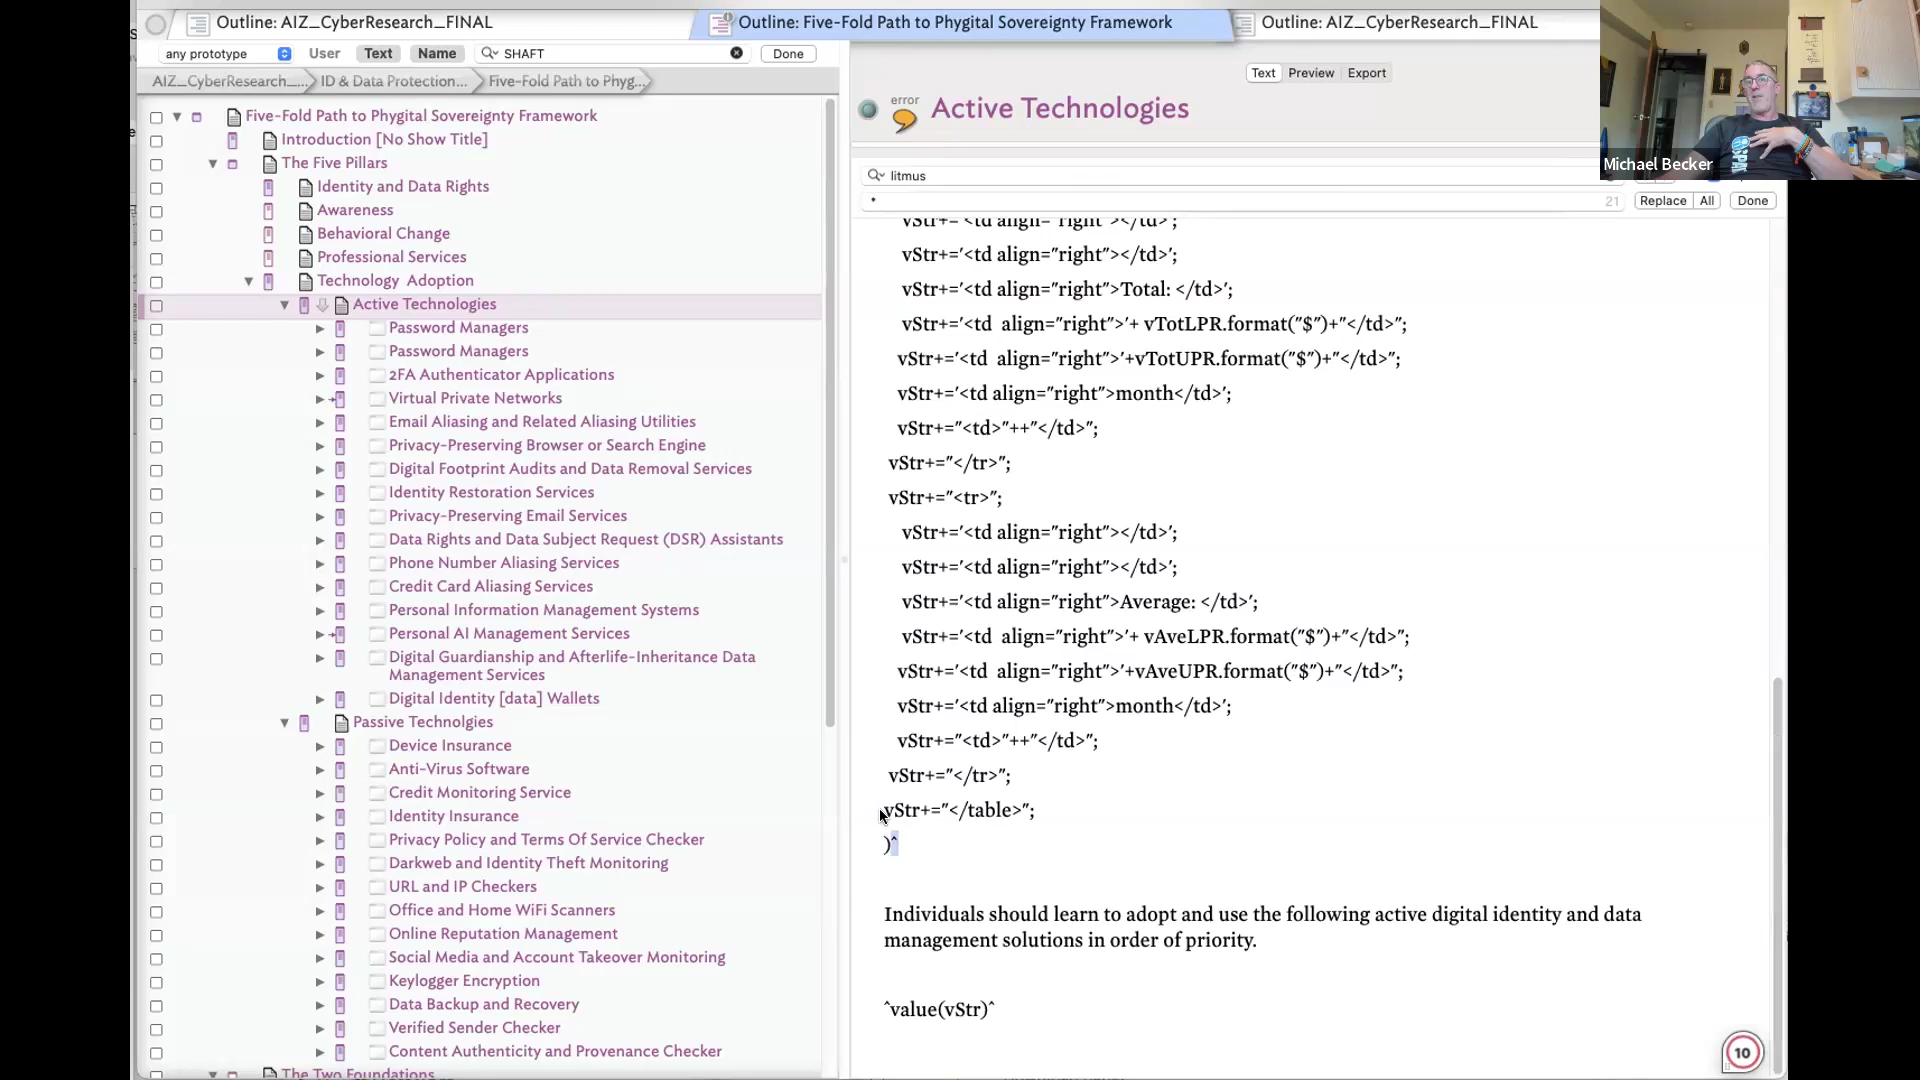 Outline: AIZ_CyberResearch_FINAL
Outline: Five-Fold Path to Phygital Sovereignty Framework
Outline: AIZ_CyberResearch_FINAL
any prototype
User
Text
Name
SHAFT
Done
AIZ_CyberResearch_...
ID & Data Protection...
Five-Fold Path to Phyg...
Five-Fold Path to Phygital Sovereignty Framework
Introduction [No Show Title]
The Five Pillars
Identity and Data Rights
Awareness
Behavioral Change
Professional Services
Technology Adoption
Active Technologies
Password Managers
Password Managers
2FA Authenticator Applications
Virtual Private Networks
Email Aliasing and Related Aliasing Utilities
Privacy-Preserving Browser or Search Engine
Digital Footprint Audits and Data Removal Services
Identity Restoration Services
Privacy-Preserving Email Services
Data Rights and Data Subject Request (DSR) Assistants
Phone Number Aliasing Services
Credit Card Aliasing Services
Personal Information Management Systems
Personal AI Management Services
Digital Guardianship and Afterlife-Inheritance Data
Management Services
Digital Identity [data] Wallets
Passive Technolgies
Device Insurance
Anti-Virus Software
Credit Monitoring Service
Identity Insurance
Privacy Policy and Terms Of Service Checker
Darkweb and Identity Theft Monitoring
URL and IP Checkers
Office and Home WiFi Scanners
Online Reputation Management
Social Media and Account Takeover Monitoring
Keylogger Encryption
Data Backup and Recovery
Verified Sender Checker
Content Authenticity and Provenance Checker
The Two Foundations
Text
Preview
Export
error
Active Technologies
litmus
21
Replace
All
Done
vStr+='<td align="right"></td>';
vStr+='<td align="right"></td>';
vStr+='<td align="right">Total: </td>';
vStr+='<td  align="right">'+ vTotLPR.format("$")+"</td>";
vStr+='<td  align="right">'+vTotUPR.format("$")+"</td>";
vStr+='<td align="right">month</td>';
vStr+="<td>"++"</td>";
vStr+="</tr>";
vStr+="<tr>";
vStr+='<td align="right"></td>';
vStr+='<td align="right"></td>';
vStr+='<td align="right">Average: </td>';
vStr+='<td  align="right">'+ vAveLPR.format("$")+"</td>";
vStr+='<td  align="right">'+vAveUPR.format("$")+"</td>";
vStr+='<td align="right">month</td>';
vStr+="<td>"++"</td>";
vStr+="</tr>";
vStr+="</table>";
)^
Individuals should learn to adopt and use the following active digital identity and data
management solutions in order of priority.
^value(vStr)^
10
Michael Becker